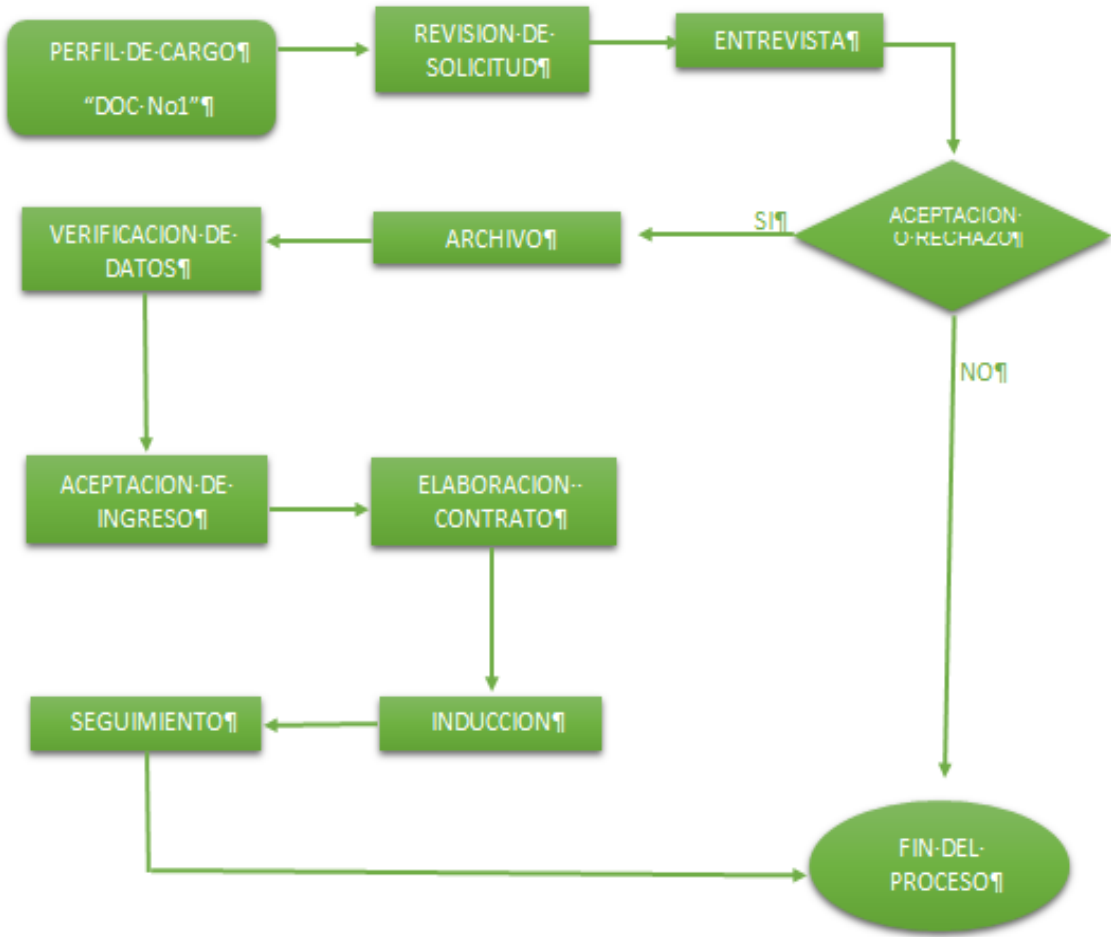 PERFIL·DE·CARGO¶
“DOC·No1”¶
REVISION·DE·
SOLICITUD¶
ENTREVISTA¶
ACEPTACION·
O·RECHAZO¶
SI¶
ARCHIVO¶
VERIFICACION·DE·
DATOS¶
NO¶
ACEPTACION·DE·
INGRESO¶
ELABORACION··
CONTRATO¶
INDUCCION¶
SEGUIMIENTO¶
FIN·DEL·
PROCESO¶